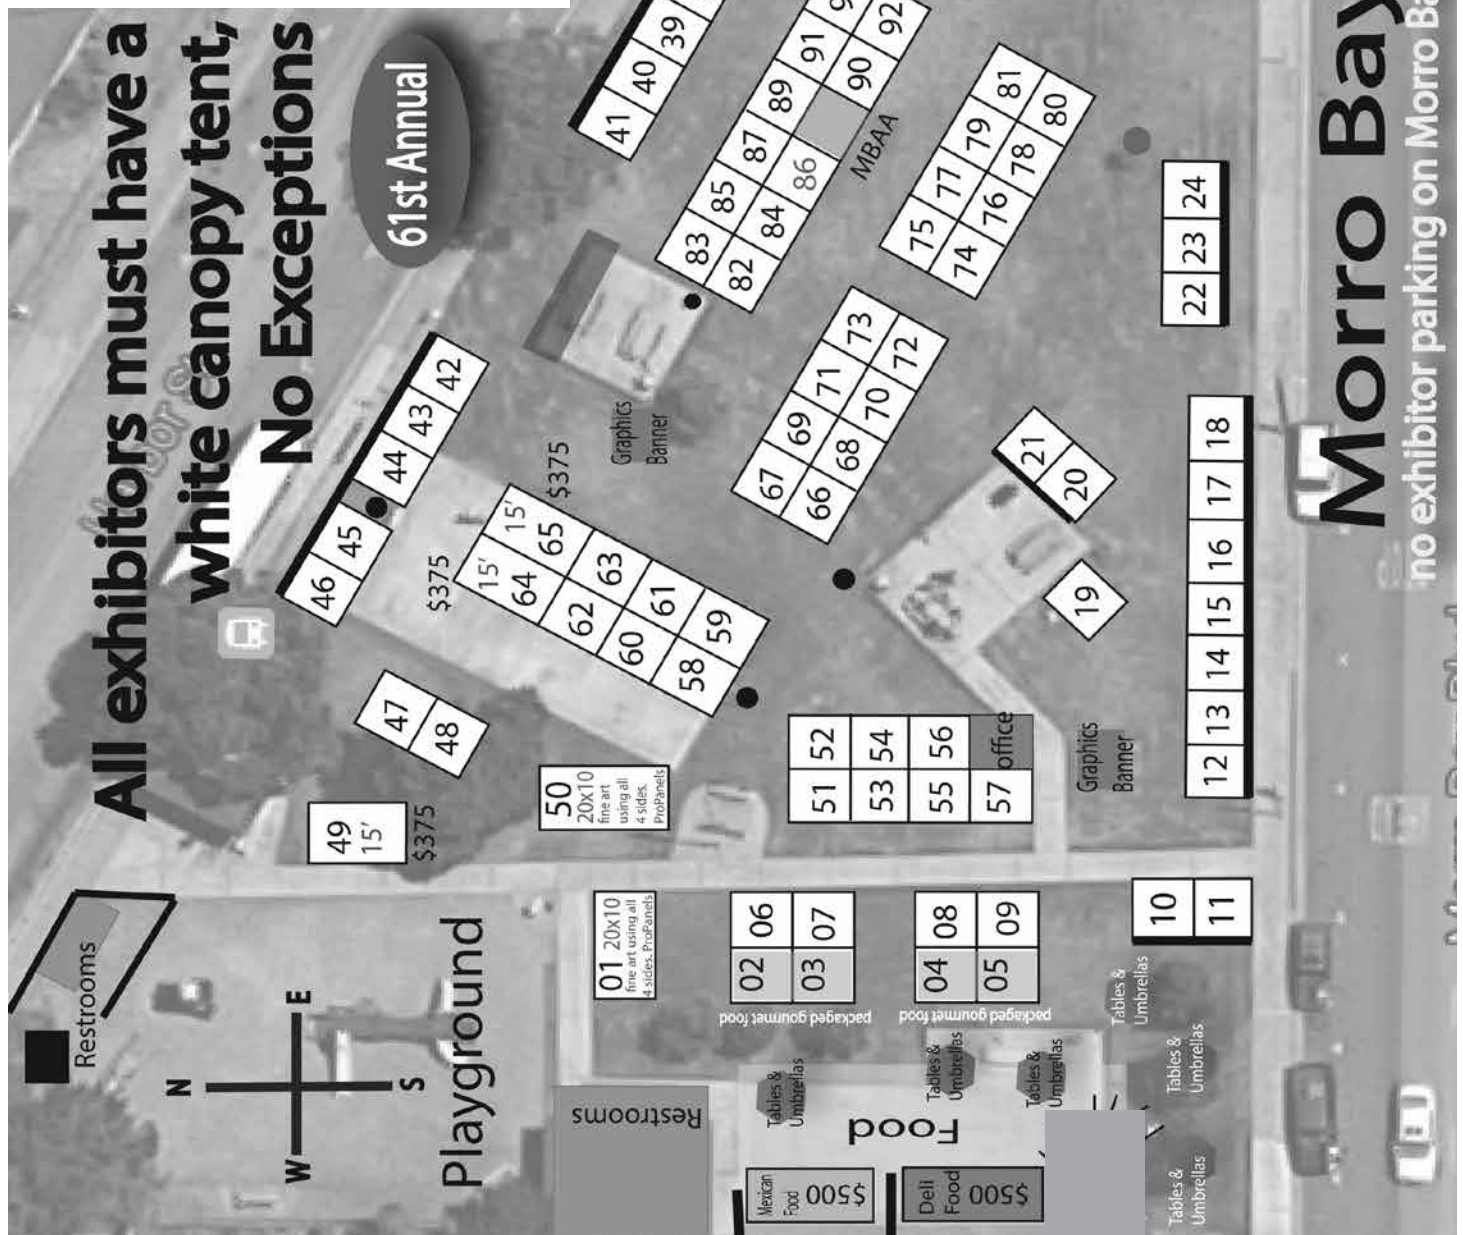 All exhibitors must have a
white canopy tent,
No Exceptions
61st Annual
39
40
41
42
43
44
45
46
47
48
49
15'
$375
50
20x10
fine art
using all
4 sides.
ProPanels
$375
$375
15'
15'
64
65
62
63
60
61
58
59
Graphics
Banner
92
91
90
89
87
86
85
84
83
82
MBAA
81
80
79
78
77
76
75
74
73
72
71
70
69
68
67
66
51
52
53
54
55
56
57
office
Graphics
Banner
19
20
21
22
23
24
12
13
14
15
16
17
18
10
11
01 20x10
fine art using all
4 sides. ProPanels
02
06
03
07
packaged gourmet food
04
08
05
09
packaged gourmet food
Restrooms
N
E
S
W
Playground
Restrooms
Tables &
Umbrellas
Tables &
Umbrellas
Tables &
Umbrellas
Tables &
Umbrellas
Tables &
Umbrellas
Tables &
Umbrellas
Food
Mexican
Food
$500
Deli
Food
$500
Morro Bay
no exhibitor parking on Morro Ba